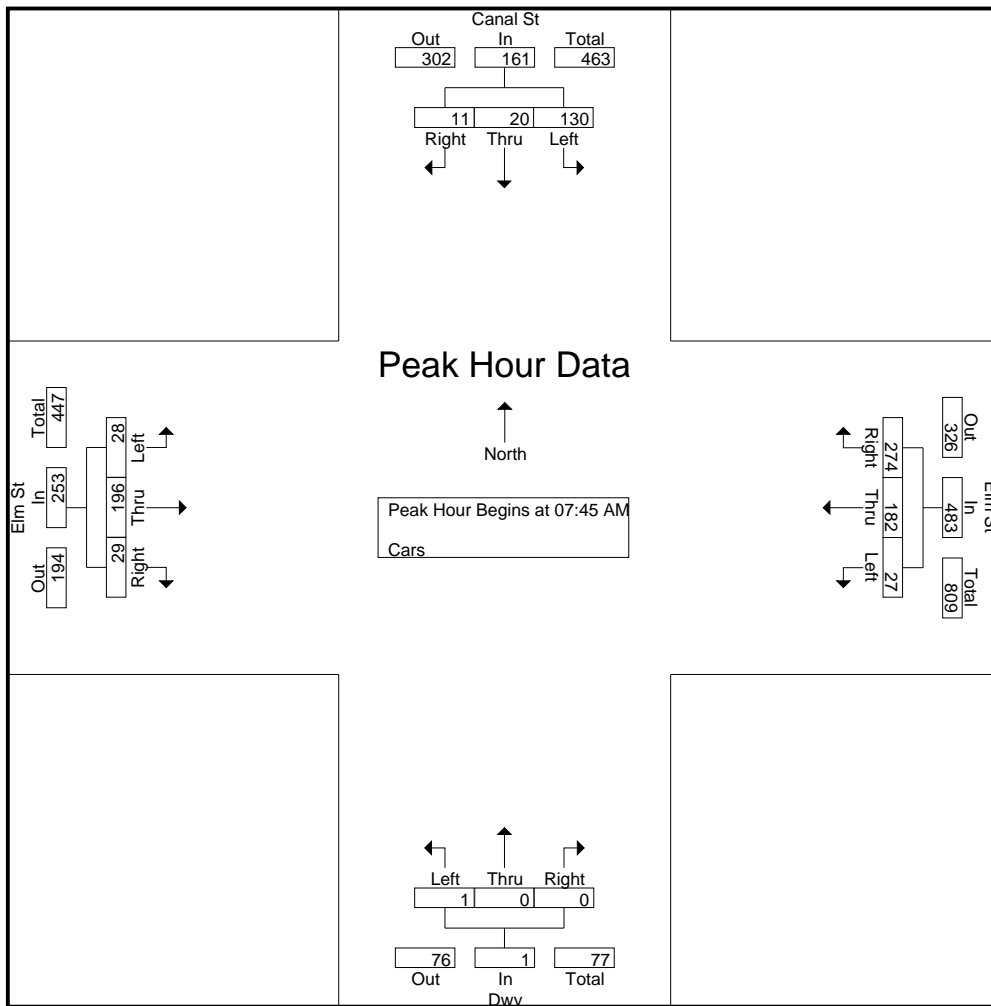 Canal St
Out In Total
302 161 463
11 20 130
Right Thru Left
Peak Hour Data
North
Peak Hour Begins at 07:45 AM
Cars
Elm St
Total In Out
447 253 194
28 196 29
Left Thru Right
Elm St
Out In Total
326 483 809
274 182 27
Right Thru Left
Left Thru Right
1 0 0
76 1 77
Out In Total
Dwy